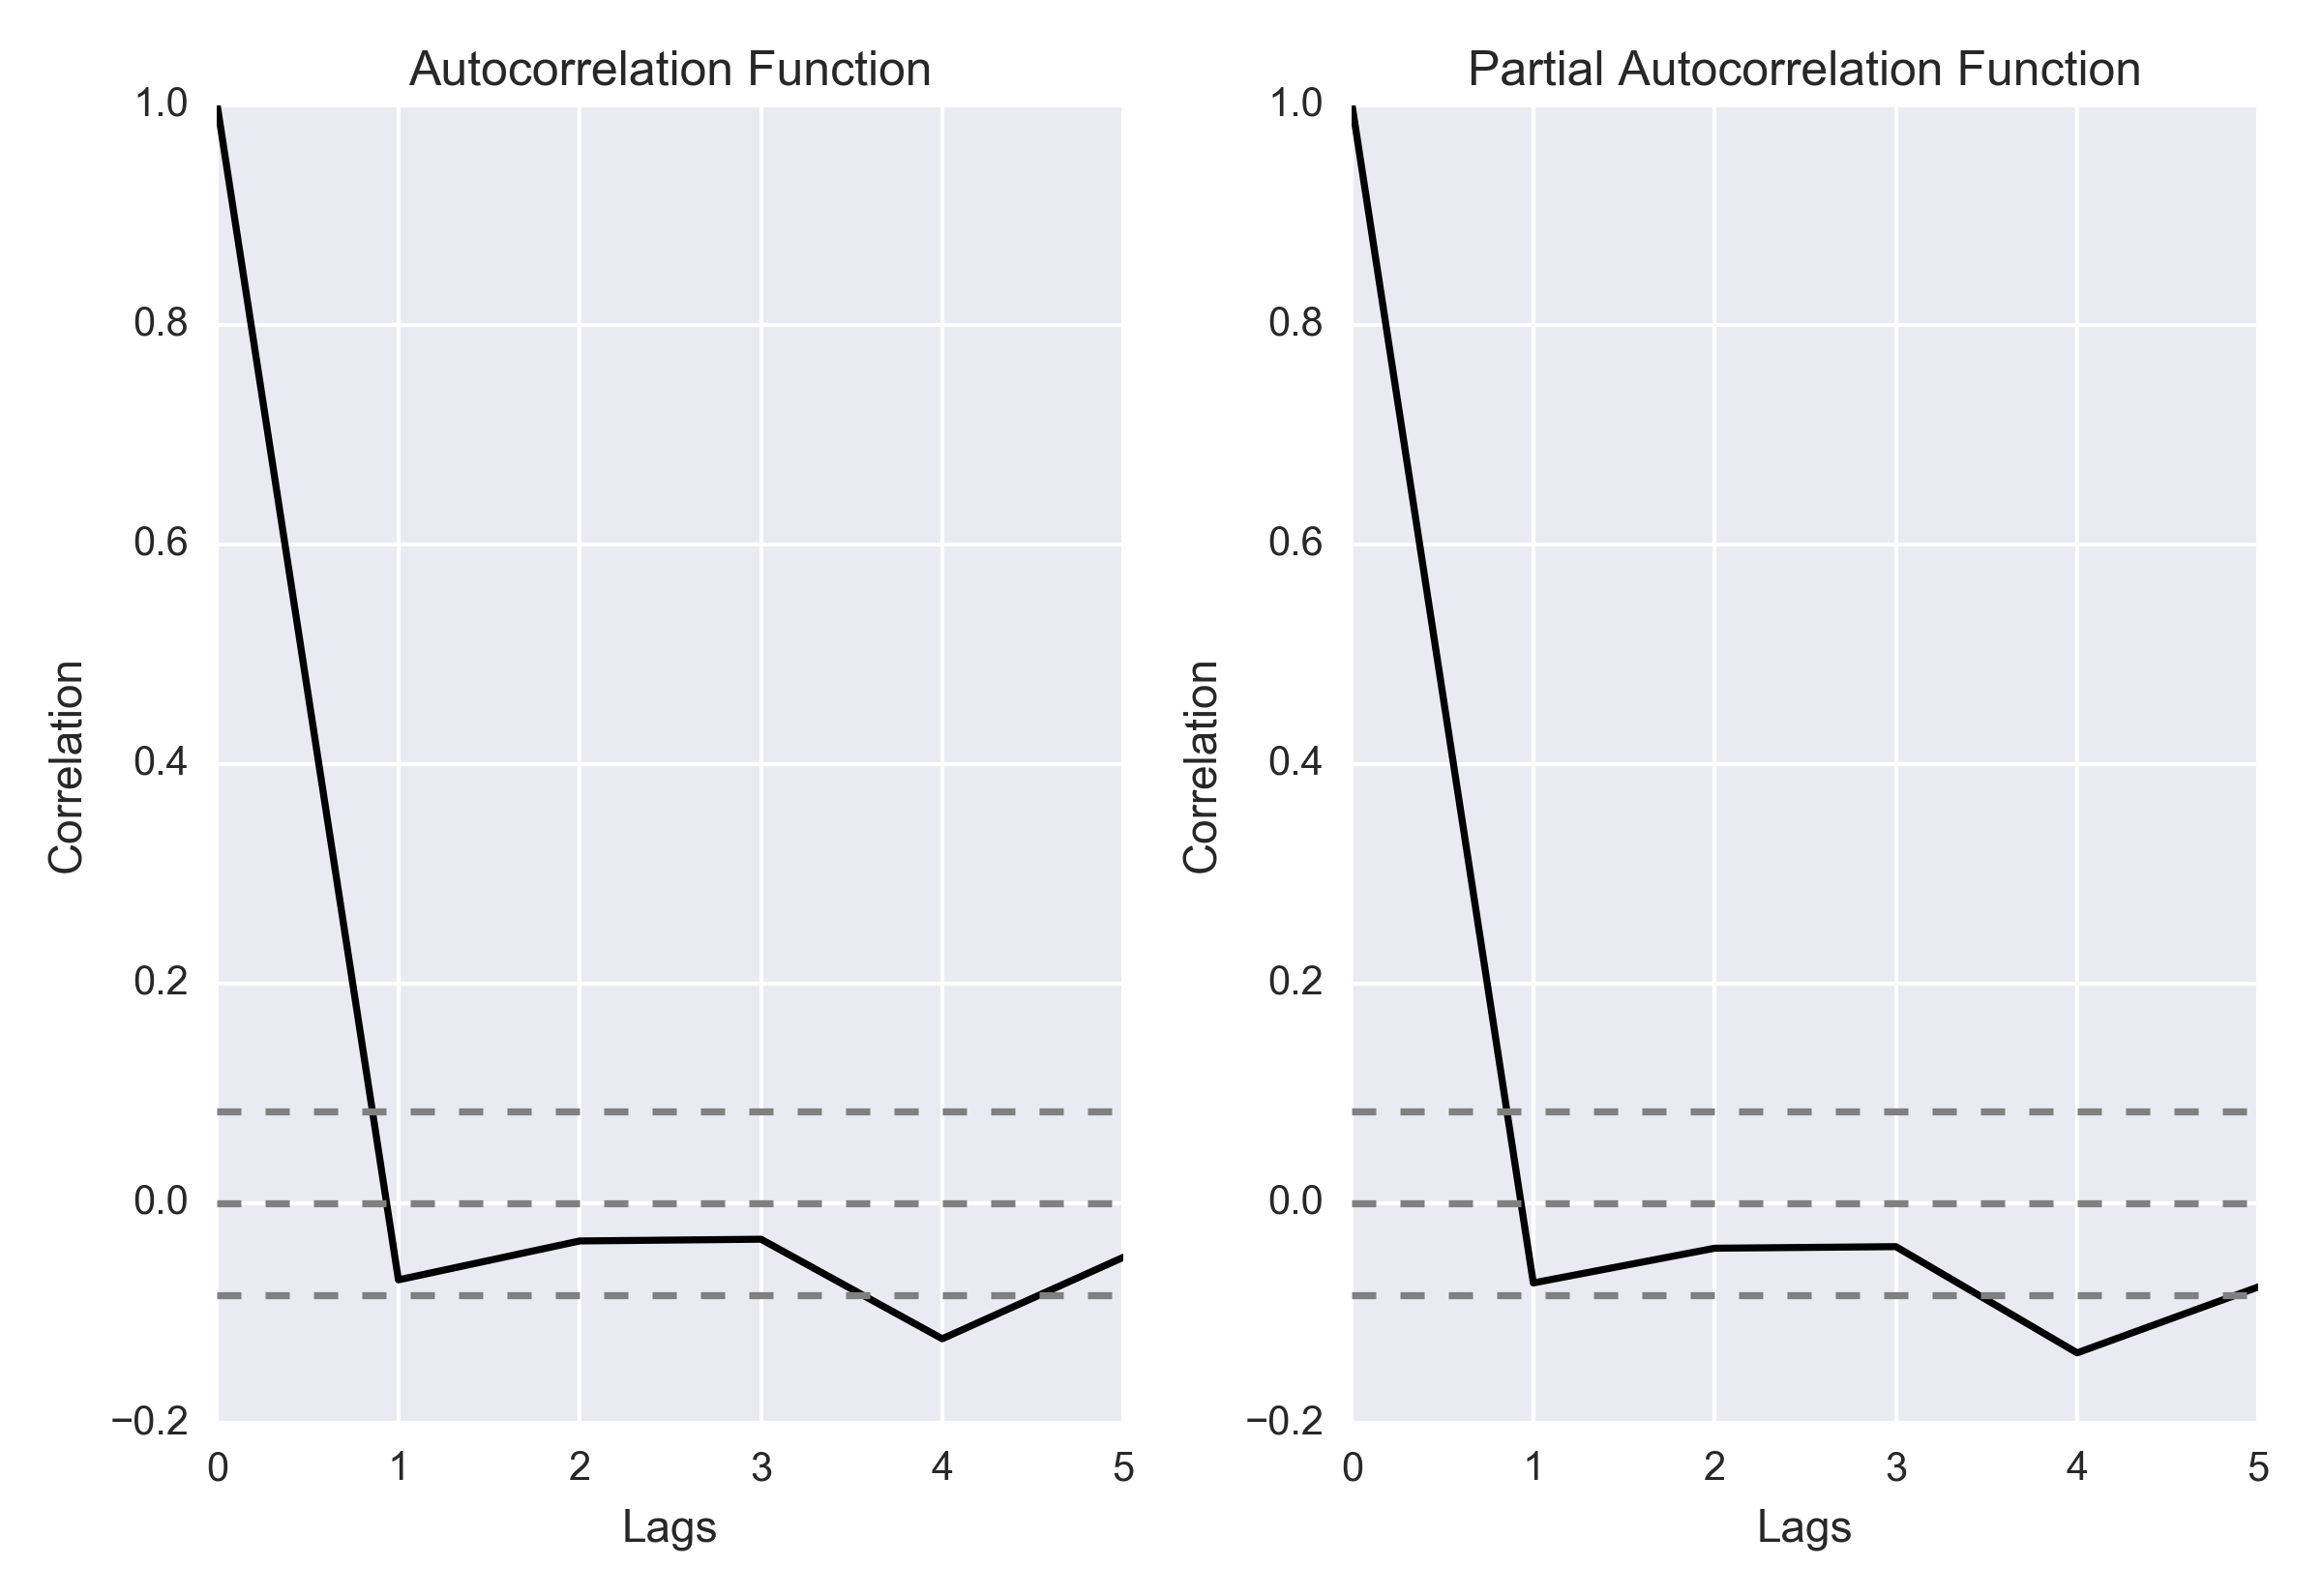 Autocorrelation Function
1.0
0.8
0.6
0.4
0.2
0.0
−0.2
Correlation
0 1 2 3 4 5
Lags
Partial Autocorrelation Function
1.0
0.8
0.6
0.4
0.2
0.0
−0.2
Correlation
0 1 2 3 4 5
Lags